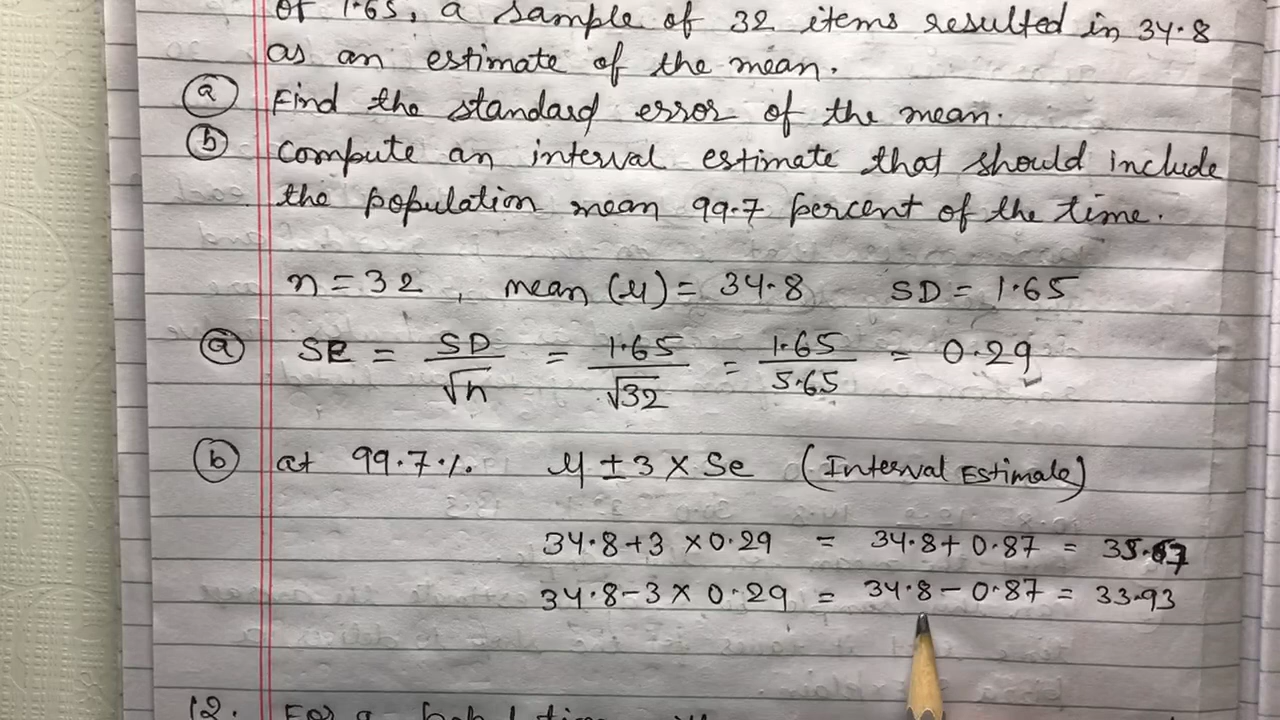 of 1.65, a sample of 32 items resulted in 34.8
as an estimate of the mean.
ⓐ Find the standard error of the mean.
ⓑ Compute an interval estimate that should include
the population mean 99.7 percent of the time.
n = 32 , mean (μ) = 34.8 SD = 1.65
ⓐ SE = SD/√n = 1.65/√32 = 1.65/5.65 = 0.29
ⓑ at 99.7% μ ± 3 × Se (Interval Estimate)
34.8 + 3 × 0.29 = 34.8 + 0.87 = 35.67
34.8 - 3 × 0.29 = 34.8 - 0.87 = 33.93
12. For a population